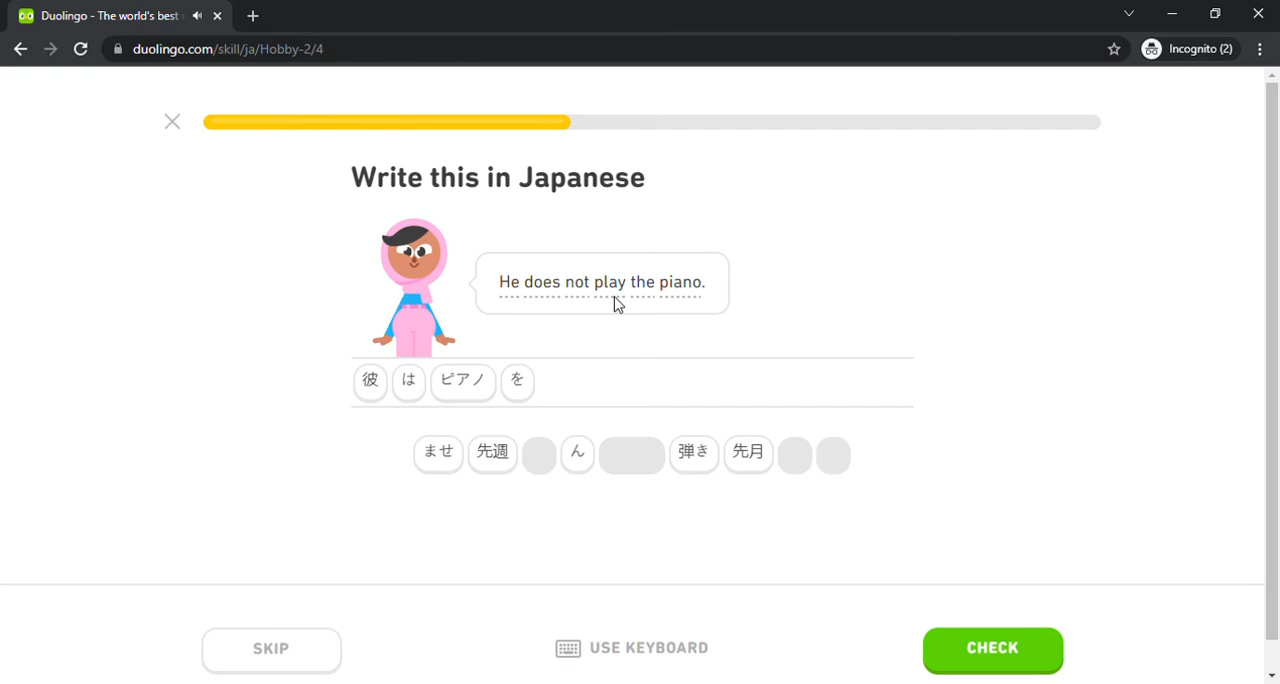 Duolingo - The world's best
duolingo.com/skill/ja/Hobby-2/4
Incognito (2)
Write this in Japanese
He does not play the piano.
彼 は ピアノ を
ませ 先週 ん 弾き 先月
SKIP
USE KEYBOARD
CHECK